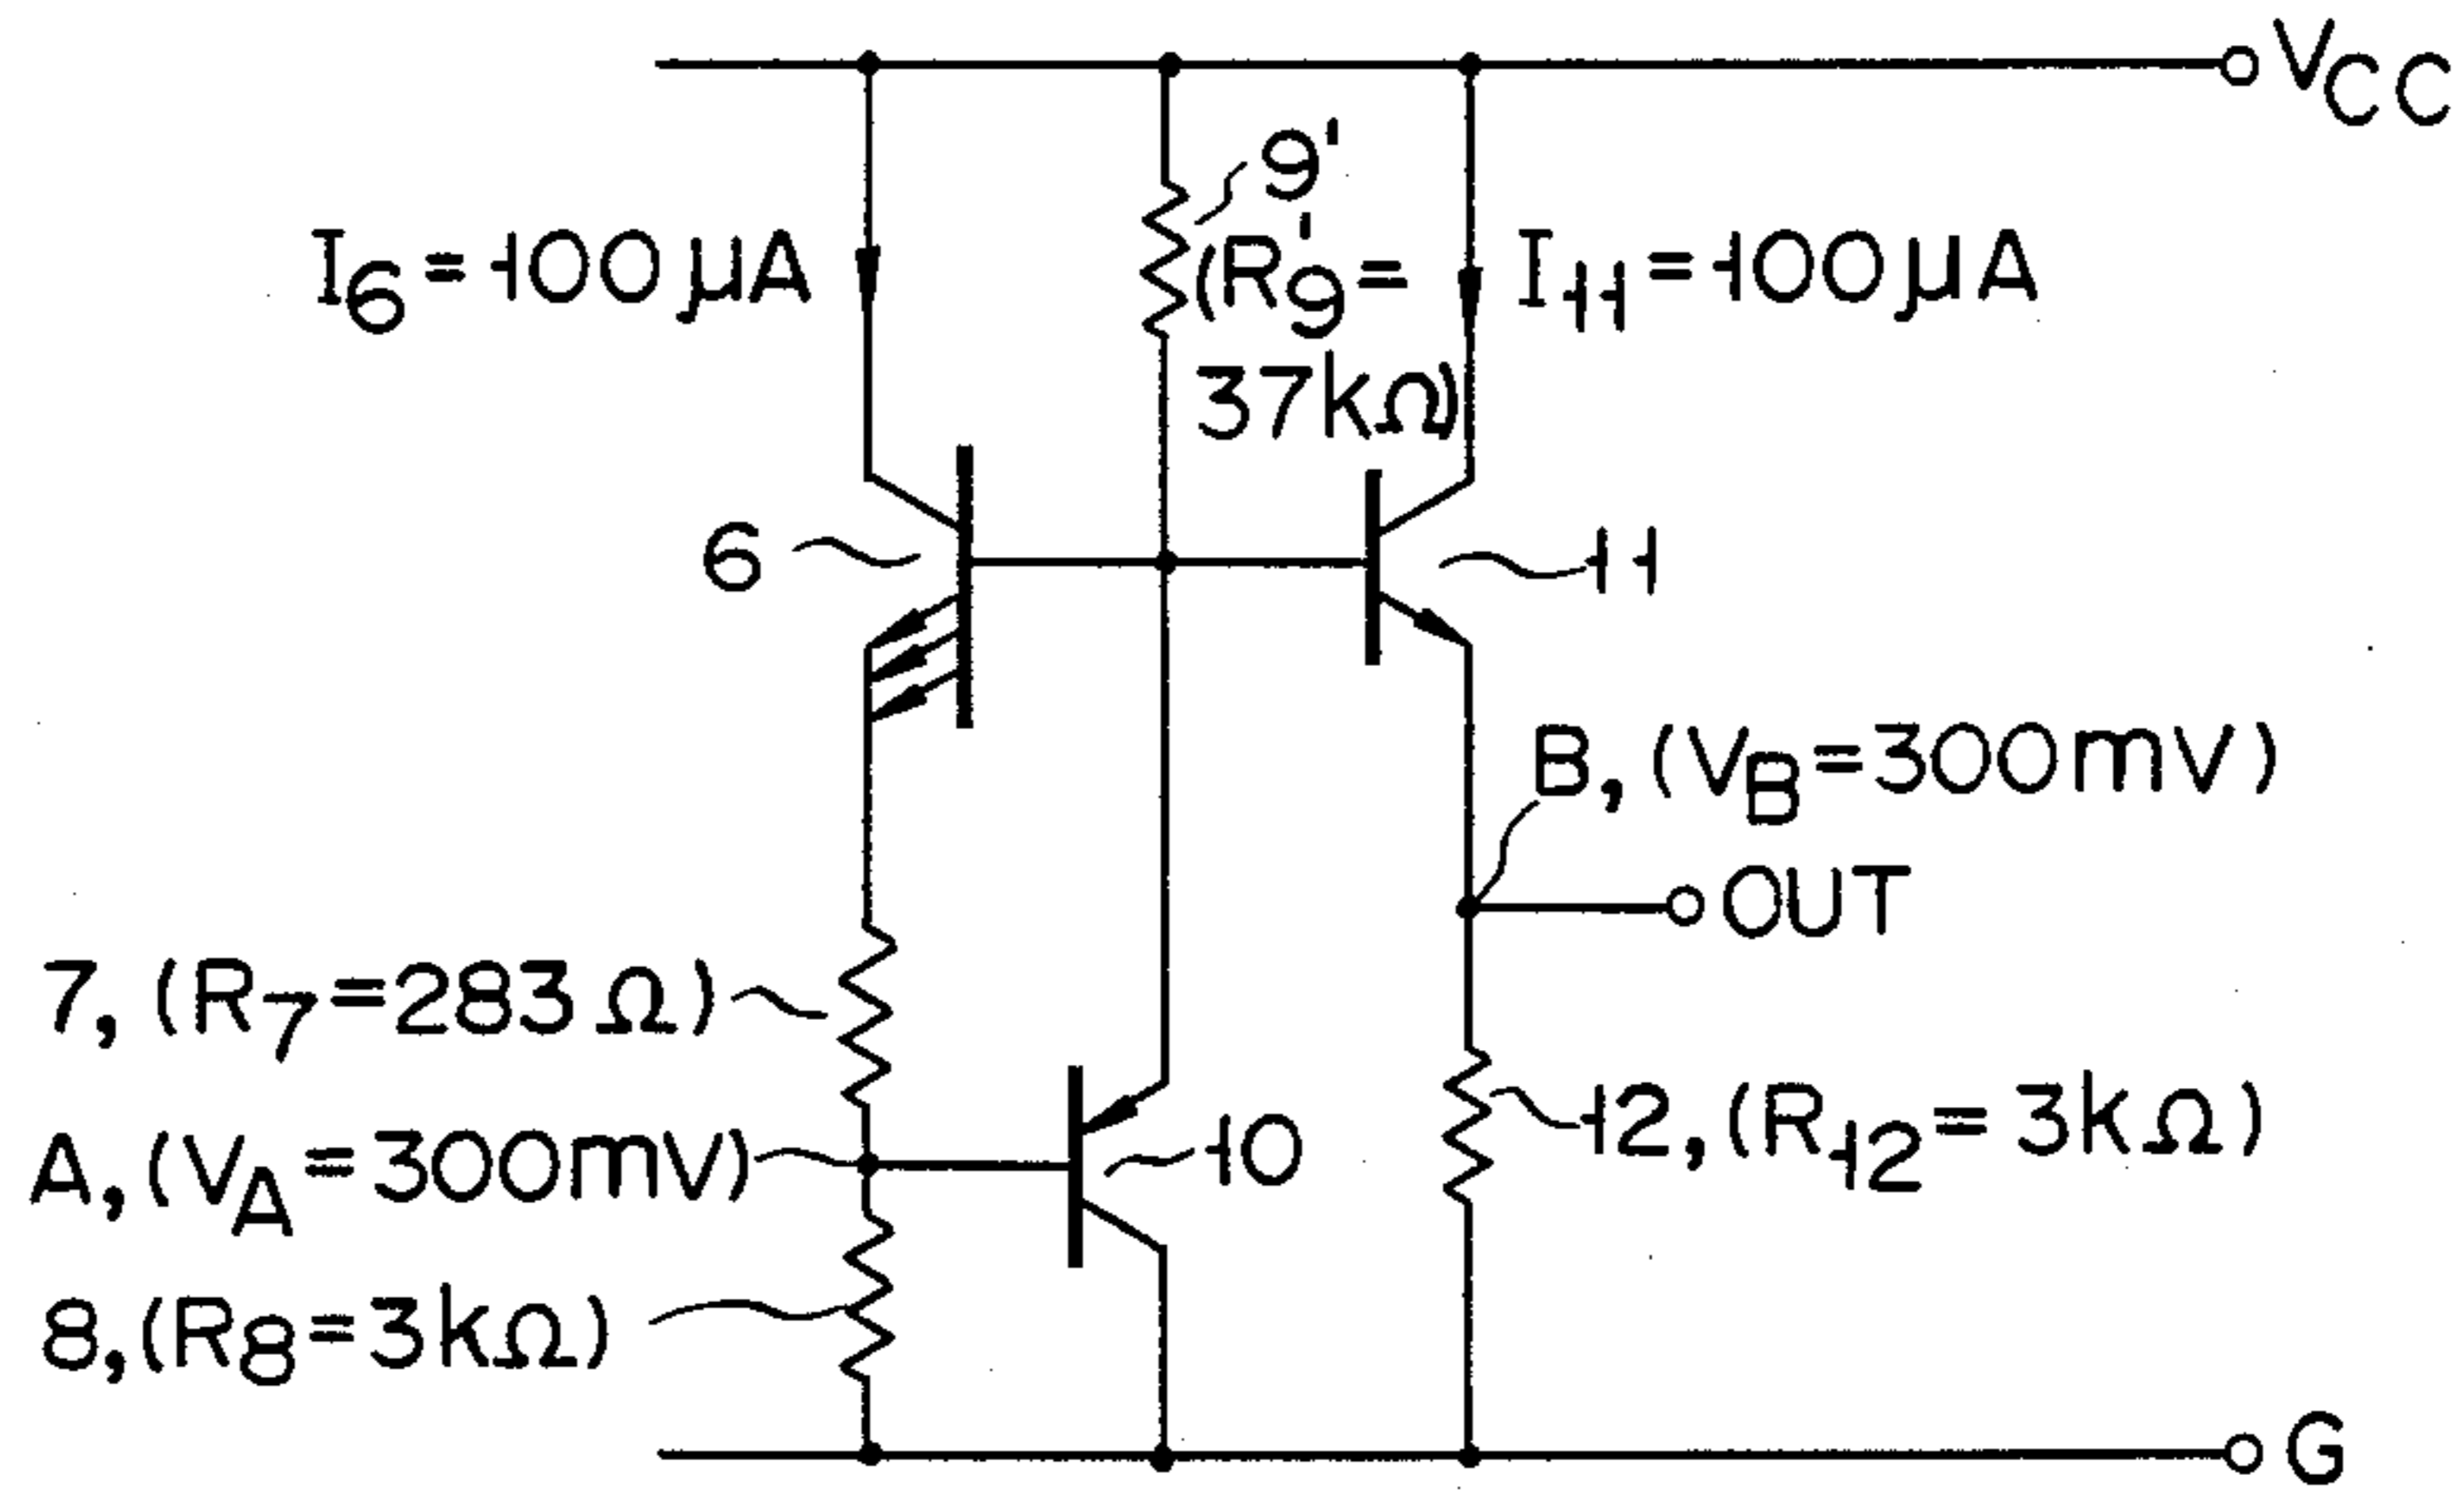 VCC
9'
I6=100μA
(R'9=
37kΩ)
I11=100μA
6
11
B, (VB=300mV)
OUT
7, (R7=283Ω)
A, (VA=300mV)
10
12, (R12=3kΩ)
8, (R8=3kΩ)
G